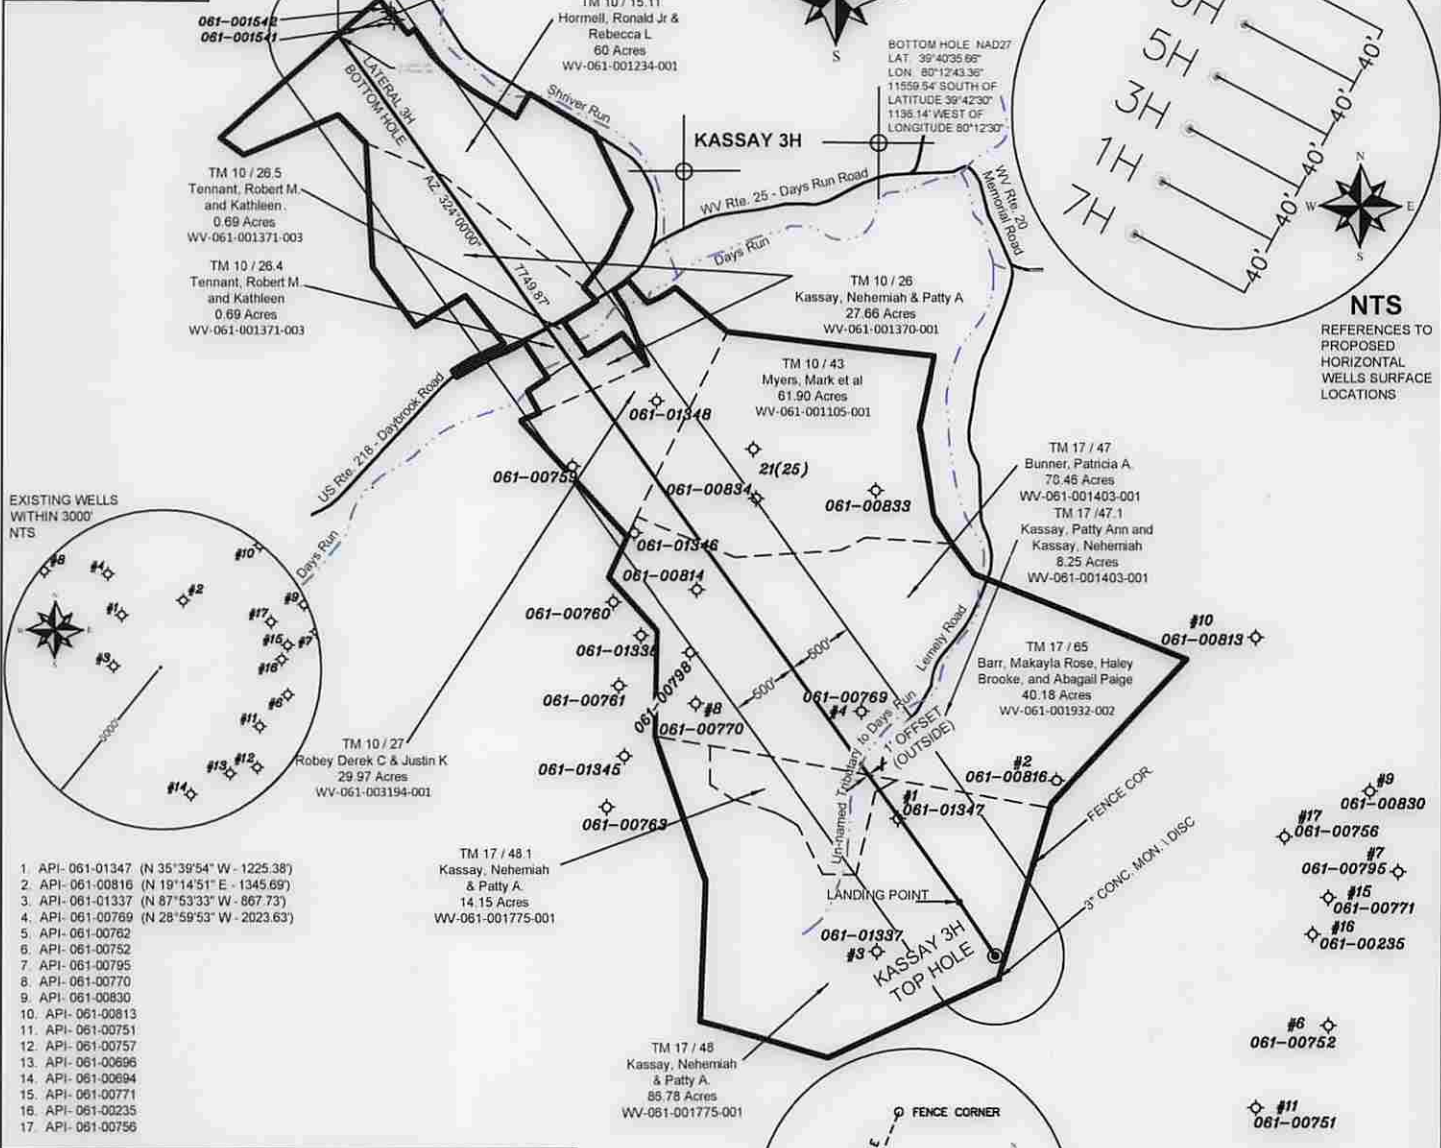 061-001542
061-001541
TM 10 / 15.11
Hormell, Ronald Jr &
Rebecca L
60 Acres
WV-061-001234-001
S
BOTTOM HOLE NAD27
LAT. 39°40'35.66"
LON. 80°12'43.36"
11559.54' SOUTH OF
LATITUDE 39°42'30"
1136.14' WEST OF
LONGITUDE 80°12'30"
5H
3H
1H
7H
40'
40'
40'
40'
40'
N
W
E
S
NTS
REFERENCES TO
PROPOSED
HORIZONTAL
WELLS SURFACE
LOCATIONS
LATERAL 3H
BOTTOM HOLE
Shriver Run
KASSAY 3H
WV Rte. 25 - Days Run Road
WV Rte. 20
Memorial Road
Days Run
TM 10 / 26.5
Tennant, Robert M.
and Kathleen
0.69 Acres
WV-061-001371-003
AZ. 324°00'00"
7749.87'
TM 10 / 26.4
Tennant, Robert M.
and Kathleen
0.69 Acres
WV-061-001371-003
TM 10 / 26
Kassay, Nehemiah & Patty A
27.66 Acres
WV-061-001370-001
TM 10 / 43
Myers, Mark et al
61.90 Acres
WV-061-001105-001
US Rte. 218 - Daybrook Road
Days Run
061-01348
061-00759
21(25)
061-00834
061-00833
TM 17 / 47
Bunner, Patricia A.
78.46 Acres
WV-061-001403-001
TM 17 /47.1
Kassay, Patty Ann and
Kassay, Nehemiah
8.25 Acres
WV-061-001403-001
061-01346
061-00814
061-00760
061-01338
061-00761
061-00798
#8
061-00770
061-01345
061-00763
500'
500'
061-00769
#4
Lemely Road
Un-named Tributary to Days Run
1' OFFSET
(OUTSIDE)
TM 17 / 65
Barr, Makayla Rose, Haley
Brooke, and Abagail Paige
40.18 Acres
WV-061-001932-002
#10
061-00813
#2
061-00816
#1
061-01347
FENCE COR.
3" CONC. MON. \ DISC
LANDING POINT
061-01337
#3
KASSAY 3H
TOP HOLE
TM 10 / 27
Robey Derek C & Justin K
29.97 Acres
WV-061-003194-001
TM 17 / 48.1
Kassay, Nehemiah
& Patty A.
14.15 Acres
WV-061-001775-001
TM 17 / 48
Kassay, Nehemiah
& Patty A.
86.78 Acres
WV-061-001775-001
FENCE CORNER
#9
061-00830
#17
061-00756
#7
061-00795
#15
061-00771
#16
061-00235
#6
061-00752
#11
061-00751
EXISTING WELLS
WITHIN 3000'
NTS
#8
#4
#10
#1
#2
#9
#17
#15
#7
#16
#3
#6
#11
#12
#13
#14
3000'
1. API- 061-01347 (N 35°39'54" W - 1225.38')
2. API- 061-00816 (N 19°14'51" E - 1345.69')
3. API- 061-01337 (N 87°53'33" W - 867.73')
4. API- 061-00769 (N 28°59'53" W - 2023.63')
5. API- 061-00762
6. API- 061-00752
7. API- 061-00795
8. API- 061-00770
9. API- 061-00830
10. API- 061-00813
11. API- 061-00751
12. API- 061-00757
13. API- 061-00696
14. API- 061-00694
15. API- 061-00771
16. API- 061-00235
17. API- 061-00756